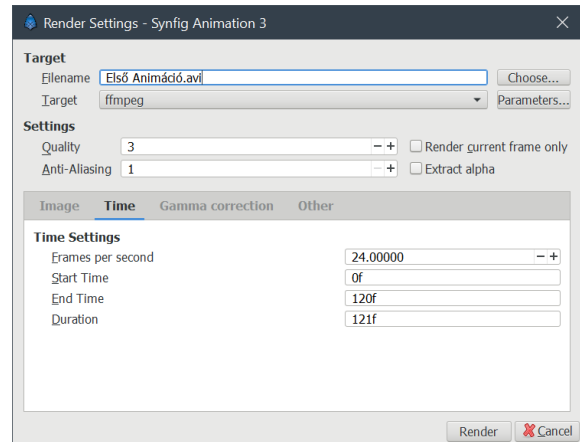 Render Settings - Synfig Animation 3
Target
Filename Első Animáció.avi Choose...
Target ffmpeg Parameters...
Settings
Quality 3 Render current frame only
Anti-Aliasing 1 Extract alpha
Image Time Gamma correction Other
Time Settings
Frames per second 24.00000
Start Time 0f
End Time 120f
Duration 121f
Render Cancel